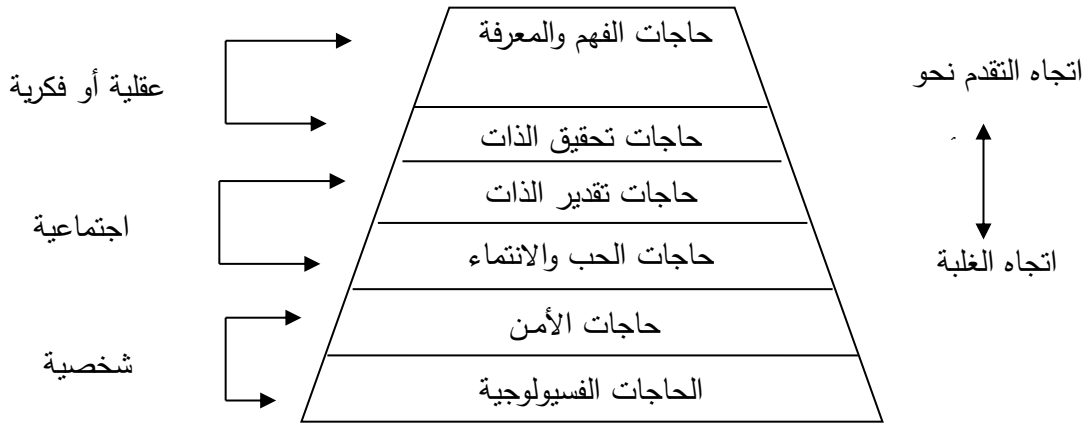 حاجات الفهم والمعرفة
حاجات تحقيق الذات
حاجات تقدير الذات
حاجات الحب والانتماء
حاجات الأمن
الحاجات الفسيولوجية
اتجاه التقدم نحو
اتجاه الغلبة
عقلية أو فكرية
اجتماعية
شخصية